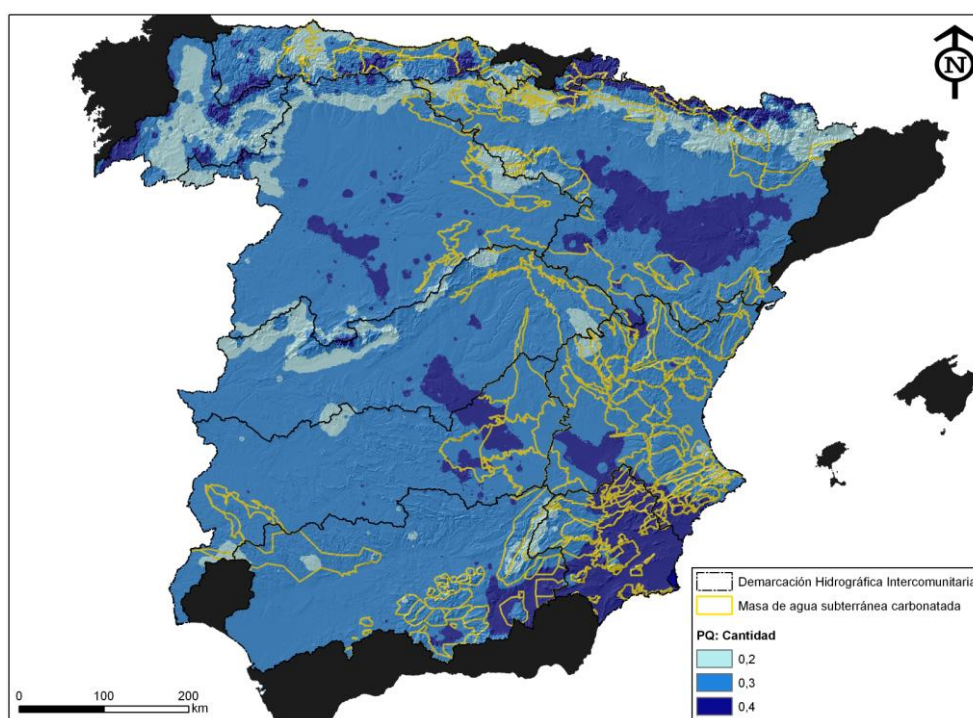 N
Demarcación Hidrográfica Intercomunitaria
Masa de agua subterránea carbonatada
PQ: Cantidad
0,2
0,3
0,4
0 100 200
km